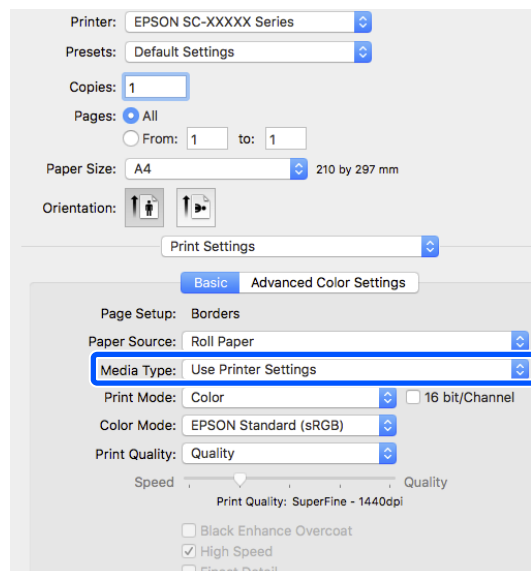 Printer: EPSON SC-XXXXX Series
Presets: Default Settings
Copies: 1
Pages: All
From: 1 to: 1
Paper Size: A4 210 by 297 mm
Orientation:
Print Settings
Basic Advanced Color Settings
Page Setup: Borders
Paper Source: Roll Paper
Media Type: Use Printer Settings
Print Mode: Color 16 bit/Channel
Color Mode: EPSON Standard (sRGB)
Print Quality: Quality
Speed Quality
Print Quality: SuperFine - 1440dpi
Black Enhance Overcoat
High Speed
Finest Detail